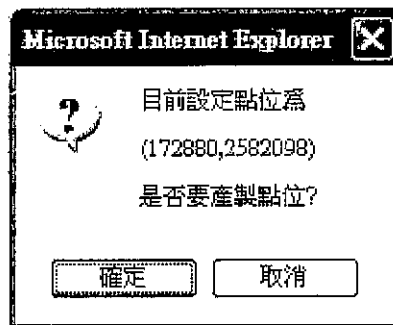 Microsoft Internet Explorer
?
目前設定點位為
(172880,2582098)
是否要產製點位?
確定
取消